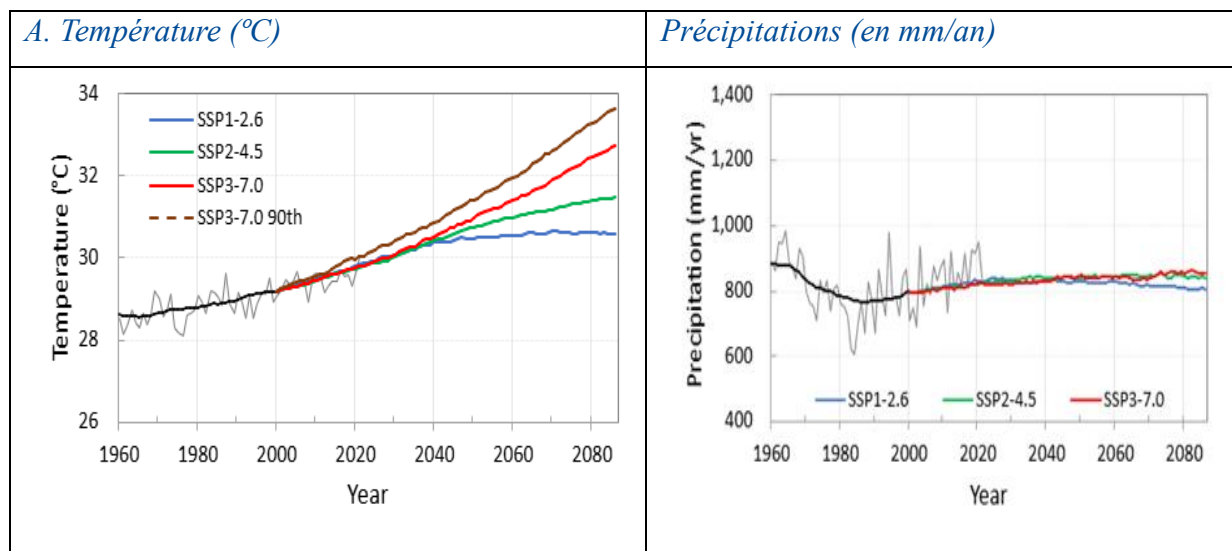 A. Température (ºC)
Précipitations (en mm/an)
34
32
30
28
26
Temperature (°C)
SSP1-2.6
SSP2-4.5
SSP3-7.0
SSP3-7.0 90th
1960 1980 2000 2020 2040 2060 2080
Year
1,400
1,200
1,000
800
600
400
Precipitation (mm/yr)
SSP1-2.6 SSP2-4.5 SSP3-7.0
1960 1980 2000 2020 2040 2060 2080
Year